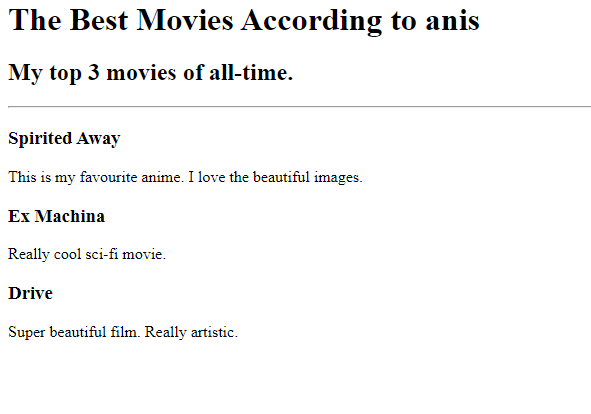 The Best Movies According to anis
My top 3 movies of all-time.
Spirited Away
This is my favourite anime. I love the beautiful images.
Ex Machina
Really cool sci-fi movie.
Drive
Super beautiful film. Really artistic.